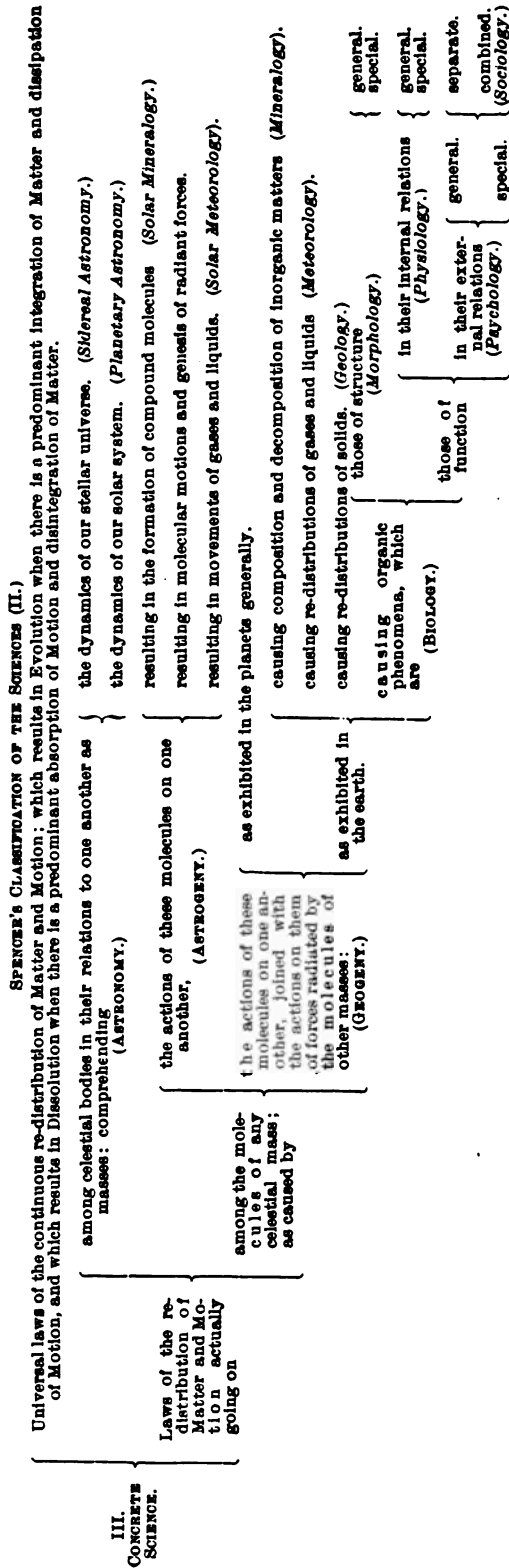 SPENCER'S CLASSIFICATION OF THE SCIENCES (II.)
Universal laws of the continuous re-distribution of Matter and Motion; which results in Evolution when there is a predominant integration of Matter and dissipation
of Motion, and which results in Dissolution when there is a predominant absorption of Motion and disintegration of Matter.
III.
CONCRETE
SCIENCE.
Laws of the re-
distribution of
Matter and Mo-
tion actually
going on
among celestial bodies in their relations to one another as
masses: comprehending
(ASTRONOMY.)
the dynamics of our stellar universe. (Sidereal Astronomy.)
the dynamics of our solar system. (Planetary Astronomy.)
among the mole-
cules of any
celestial mass;
as caused by
the actions of these molecules on one
another,
(ASTROGENY.)
resulting in the formation of compound molecules (Solar Mineralogy.)
resulting in molecular motions and genesis of radiant forces.
resulting in movements of gases and liquids. (Solar Meteorology).
the actions of these
molecules on one an-
other, joined with
the actions on them
of forces radiated by
the molecules of
other masses:
(GEOGENY.)
as exhibited in the planets generally.
as exhibited in
the earth.
causing composition and decomposition of inorganic matters (Mineralogy).
causing re-distributions of gases and liquids (Meteorology).
causing re-distributions of solids. (Geology.)
causing organic
phenomena, which
are
(BIOLOGY.)
those of structure
(Morphology.)
general.
special.
those of
function
in their internal relations
(Physiology.)
general.
special.
in their exter-
nal relations
(Psychology.)
general.
special.
separate.
combined.
(Sociology.)